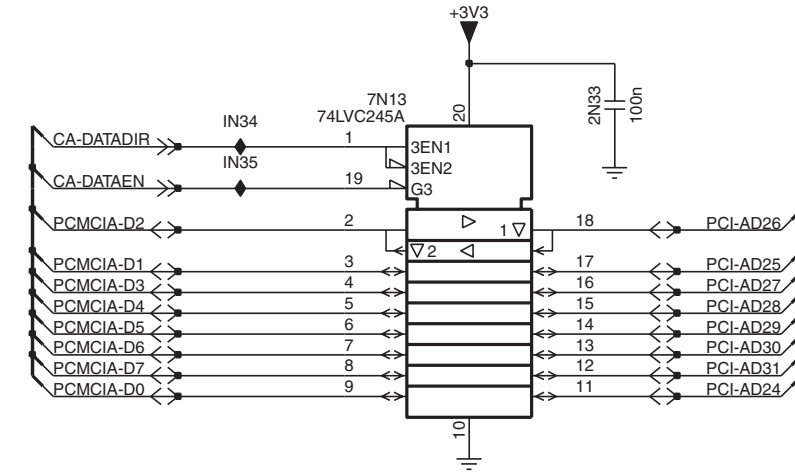 +3V3
7N13
74LVC245A
20
2N33
100n
IN34
CA-DATADIR
1
3EN1
IN35
3EN2
CA-DATAEN
19
G3
PCMCIA-D2
2
1
18
PCI-AD26
2
PCMCIA-D1
3
17
PCI-AD25
PCMCIA-D3
4
16
PCI-AD27
PCMCIA-D4
5
15
PCI-AD28
PCMCIA-D5
6
14
PCI-AD29
PCMCIA-D6
7
13
PCI-AD30
PCMCIA-D7
8
12
PCI-AD31
PCMCIA-D0
9
11
PCI-AD24
10